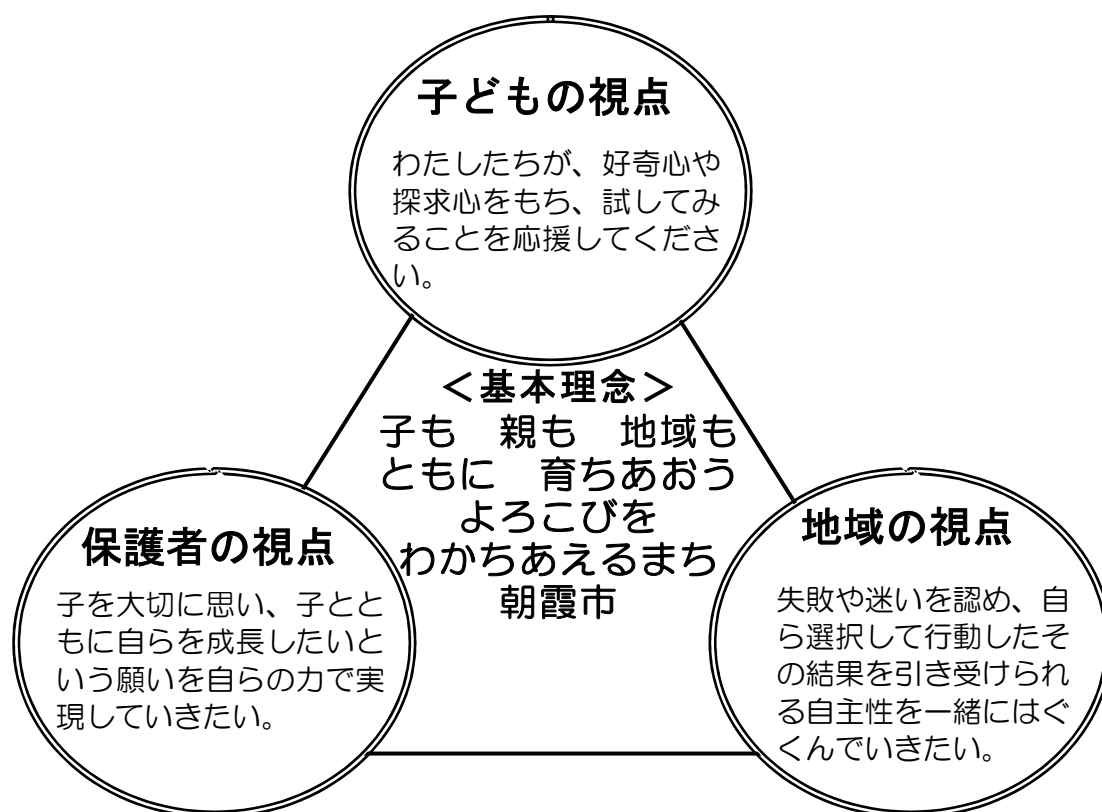 子どもの視点
わたしたちが、好奇心や
探求心をもち、試してみ
ることを応援してくださ
い。
＜基本理念＞
子も　親も　地域も
ともに　育ちあおう
よろこびを
わかちあえるまち
朝霞市
保護者の視点
子を大切に思い、子とと
もに自らを成長したいと
いう願いを自らの力で実
現していきたい。
地域の視点
失敗や迷いを認め、自
ら選択して行動したそ
の結果を引き受けられ
る自主性を一緒にはぐ
くんでいきたい。